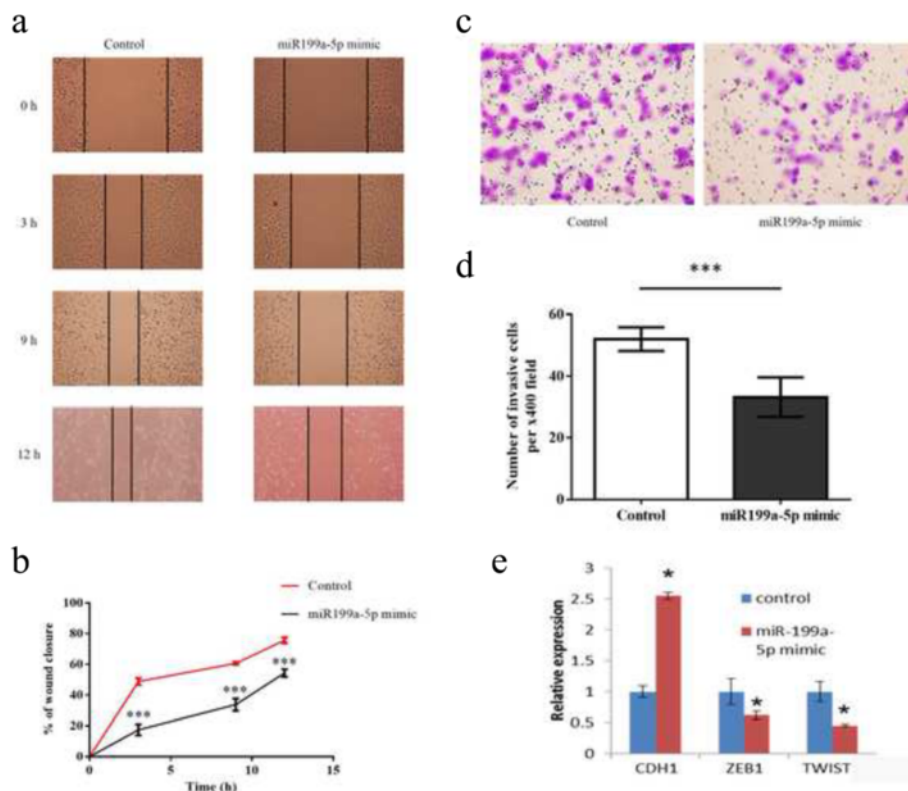 a
Control
miR199a-5p mimic
0 h
3 h
9 h
12 h
b
Control
miR199a-5p mimic
100
80
60
40
20
0
% of wound closure
***
***
***
0
5
10
15
Time (h)
c
Control
miR199a-5p mimic
d
***
60
40
20
0
Number of invasive cells
per x400 field
Control
miR199a-5p mimic
e
3
2.5
2
1.5
1
0.5
0
Relative expression
*
*
*
control
miR-199a-
5p mimic
CDH1
ZEB1
TWIST